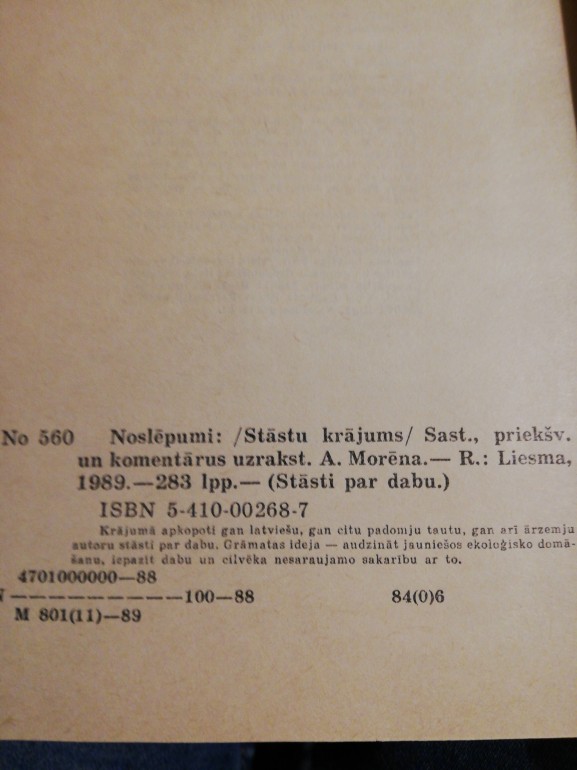 No 560 Noslēpumi: /Stāstu krājums/ Sast., priekšv.
un komentārus uzrakst. A. Morēna.— R.: Liesma,
1989.—283 lpp.— (Stāsti par dabu.)
ISBN 5-410-00268-7
Krājumā apkopoti gan latviešu, gan citu padomju tautu, gan arī ārzemju
autoru stāsti par dabu. Grāmatas ideja — audzināt jauniešos ekoloģisko domā-
šanu, iepazīt dabu un cilvēka nesaraujamo sakarību ar to.
4701000000—88
—————————100—88 84(0)6
M 801(11)—89